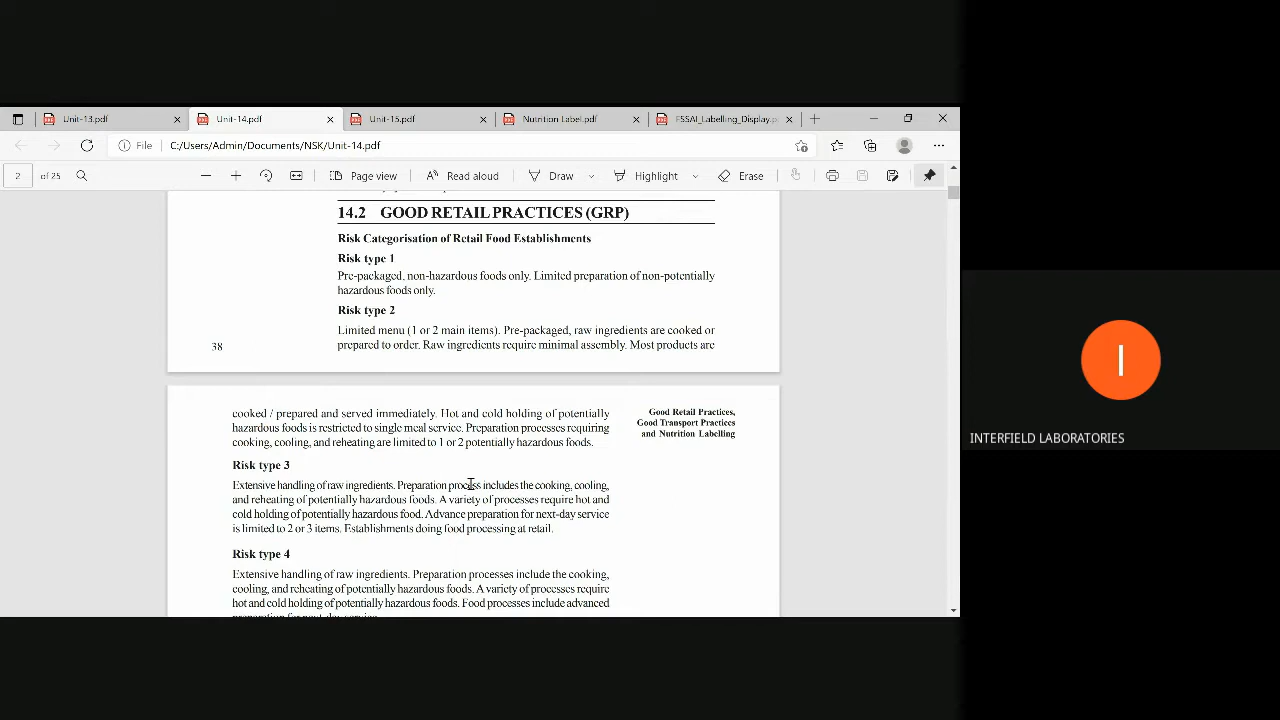 Unit-13.pdf
Unit-14.pdf
Unit-15.pdf
Nutrition Label.pdf
FSSAI_Labelling_Display.p
File
C:/Users/Admin/Documents/NSK/Unit-14.pdf
2 of 25
Page view
Read aloud
Draw
Highlight
Erase
14.2 GOOD RETAIL PRACTICES (GRP)
Risk Categorisation of Retail Food Establishments
Risk type 1
Pre-packaged, non-hazardous foods only. Limited preparation of non-potentially
hazardous foods only.
Risk type 2
Limited menu (1 or 2 main items). Pre-packaged, raw ingredients are cooked or
38
prepared to order. Raw ingredients require minimal assembly. Most products are
cooked / prepared and served immediately. Hot and cold holding of potentially
hazardous foods is restricted to single meal service. Preparation processes requiring
cooking, cooling, and reheating are limited to 1 or 2 potentially hazardous foods.
Good Retail Practices,
Good Transport Practices
and Nutrition Labelling
Risk type 3
Extensive handling of raw ingredients. Preparation process includes the cooking, cooling,
and reheating of potentially hazardous foods. A variety of processes require hot and
cold holding of potentially hazardous food. Advance preparation for next-day service
is limited to 2 or 3 items. Establishments doing food processing at retail.
Risk type 4
Extensive handling of raw ingredients. Preparation processes include the cooking,
cooling, and reheating of potentially hazardous foods. A variety of processes require
hot and cold holding of potentially hazardous foods. Food processes include advanced
preparation for next-day service.
I
INTERFIELD LABORATORIES